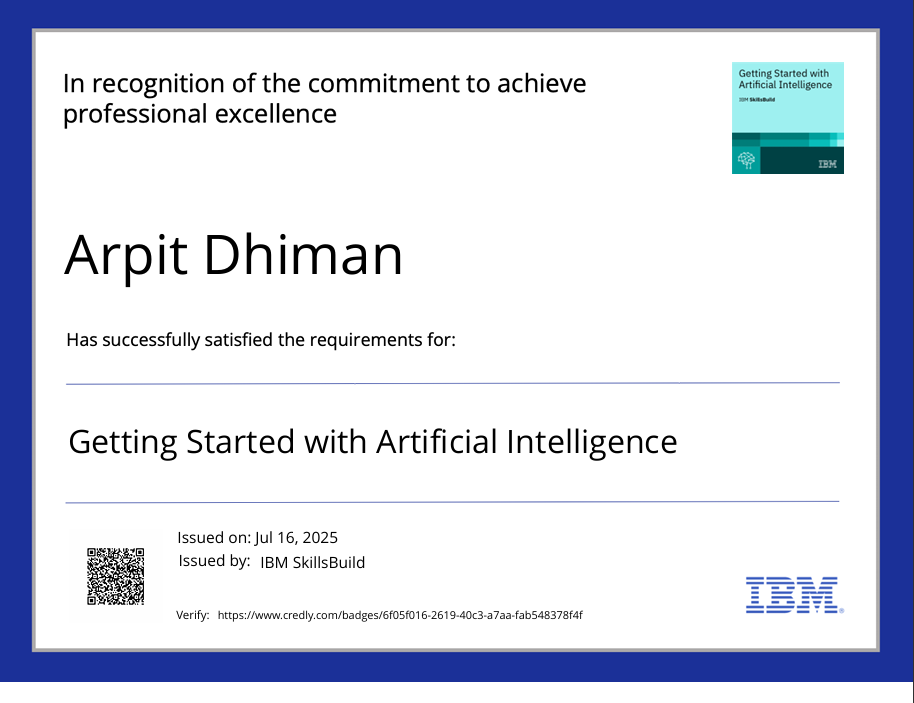 In recognition of the commitment to achieve
professional excellence
Getting Started with
Artificial Intelligence
IBM SkillsBuild
IBM
Arpit Dhiman
Has successfully satisfied the requirements for:
Getting Started with Artificial Intelligence
Issued on: Jul 16, 2025
Issued by: IBM SkillsBuild
Verify: https://www.credly.com/badges/6f05f016-2619-40c3-a7aa-fab548378f4f
IBM®